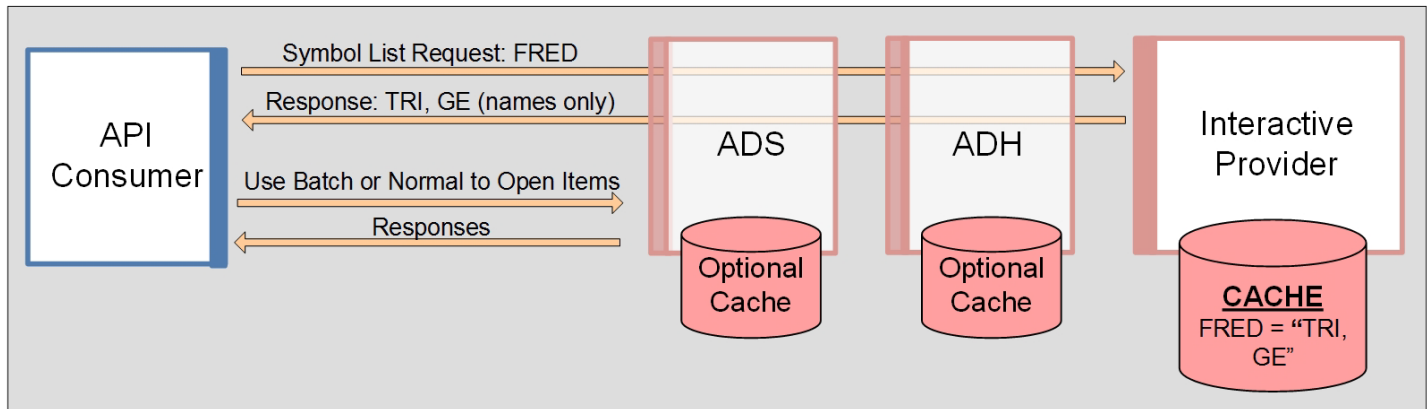 Symbol List Request: FRED
Response: TRI, GE (names only)
API
Consumer
Use Batch or Normal to Open Items
Responses
ADS
Optional
Cache
ADH
Optional
Cache
Interactive
Provider
CACHE
FRED = “TRI,
GE”